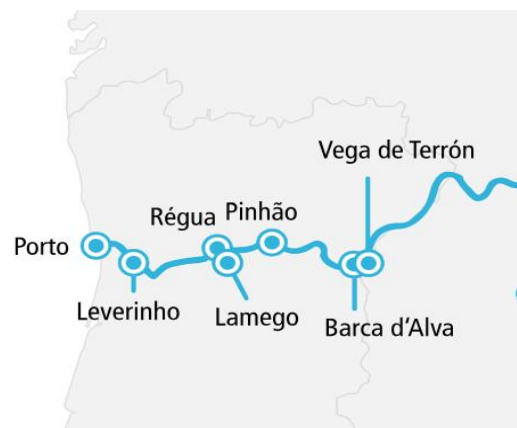 Vega de Terrón
Régua
Pinhão
Porto
Leverinho
Lamego
Barca d'Alva